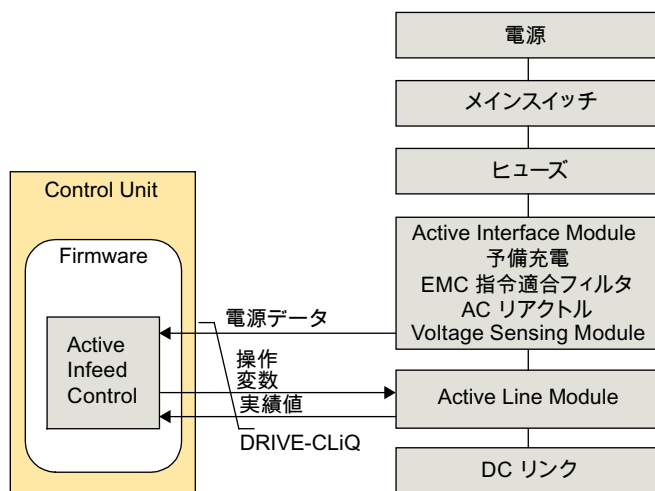 電源
メインスイッチ
ヒューズ
Control Unit
Firmware
Active Interface Module
予備充電
EMC 指令適合フィルタ
AC リアクトル
Voltage Sensing Module
電源データ
Active
Infeed
Control
操作
変数
実績値
Active Line Module
DRIVE-CLiQ
DC リンク